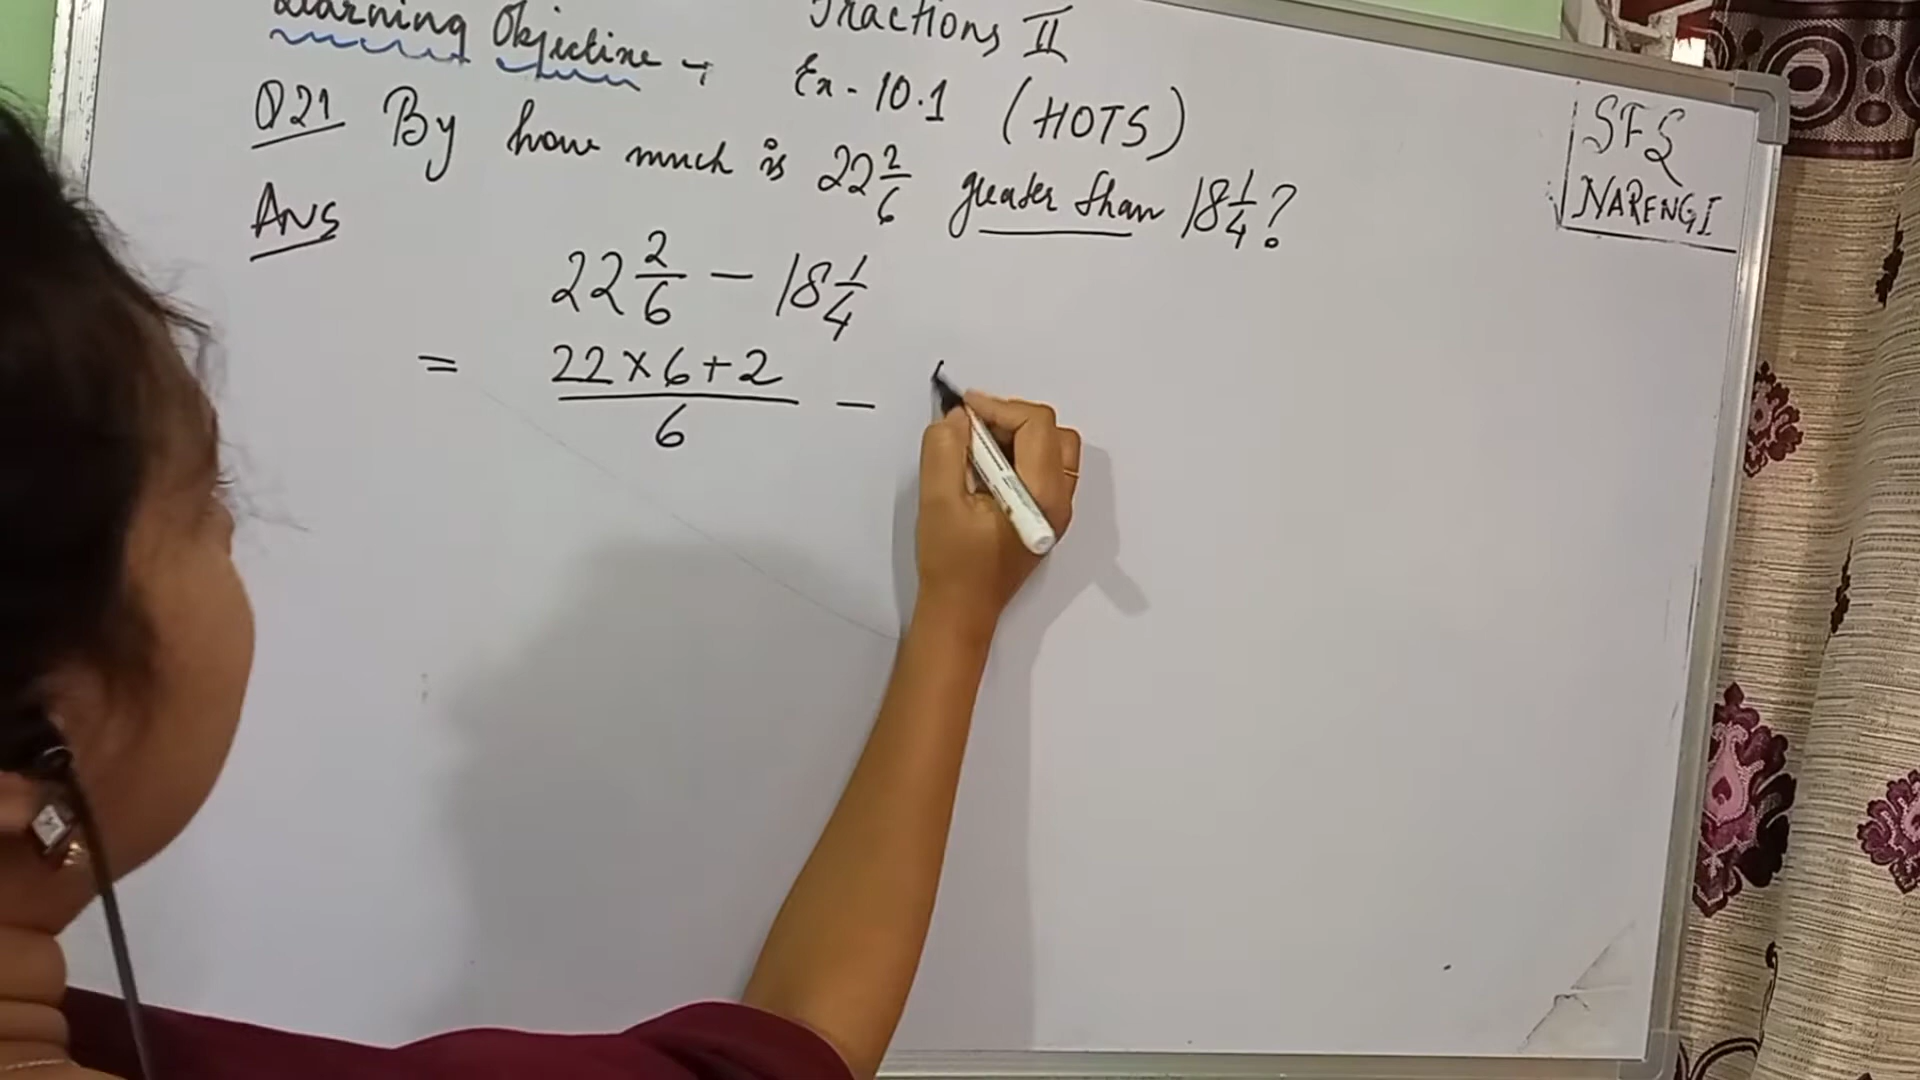 Learning Objective → Fractions II
Ex - 10.1 (HOTS)
Q21 By how much is 22 2/6 greater than 18 1/4?
Ans
22 2/6 - 18 1/4
= 22 × 6 + 2 / 6 -
SFS
NARENGI